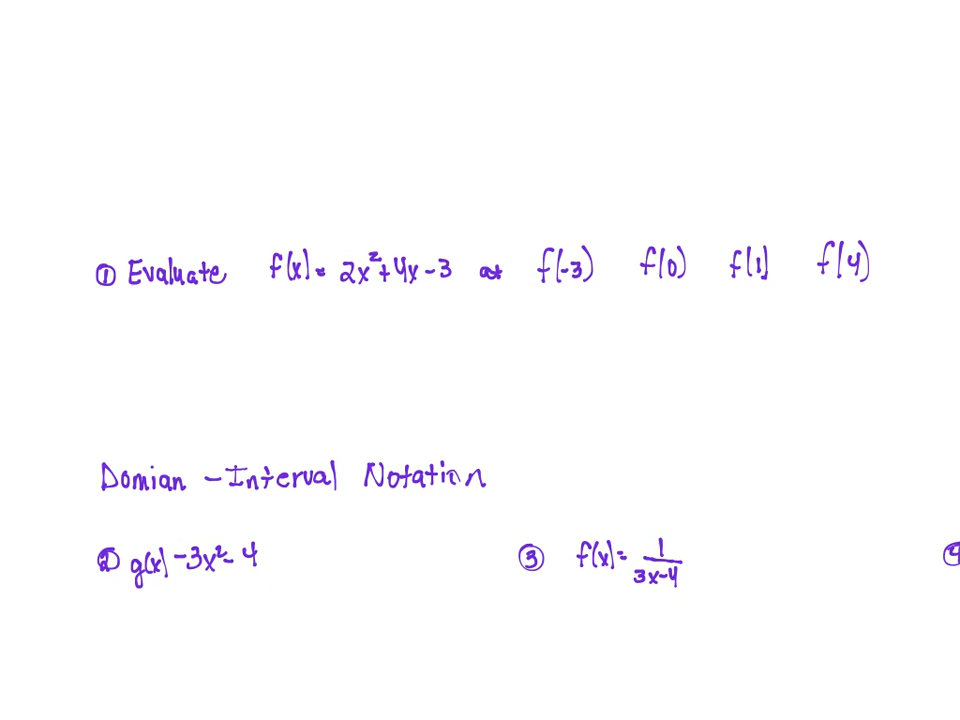 ① Evaluate f(x) = 2x²+4x-3 at f(-3) f(0) f(1) f(4)
Domian - Interval Notation
② g(x) -3x²- 4 ③ f(x) = 1/(3x-4) ④